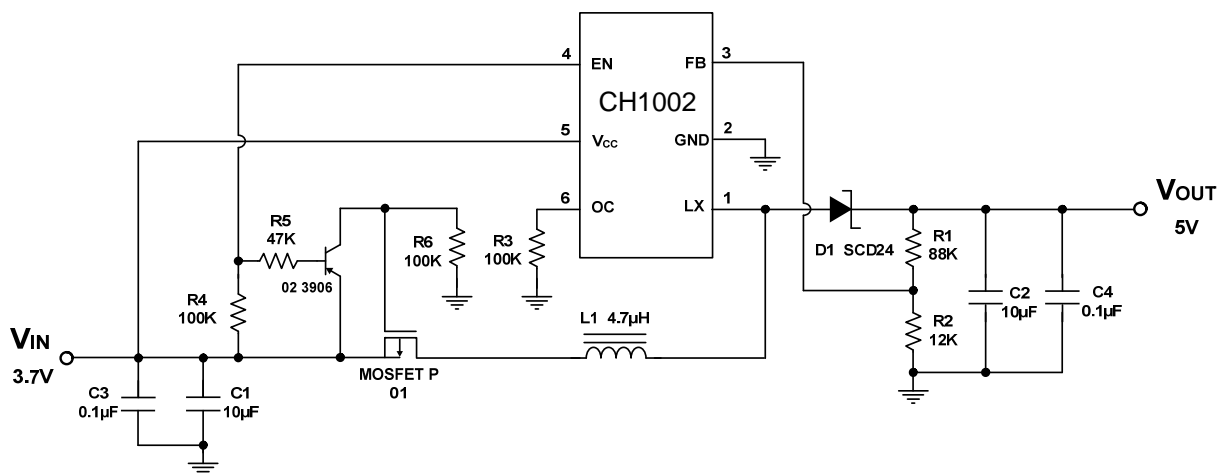 4
EN
FB
3
CH1002
5
VCC
GND
2
6
OC
LX
1
R5
47K
R6
100K
R3
100K
02 3906
R4
100K
VIN
3.7V
C3
0.1µF
C1
10µF
MOSFET P
01
L1 4.7µH
D1 SCD24
R1
88K
R2
12K
C2
10µF
C4
0.1µF
VOUT
5V